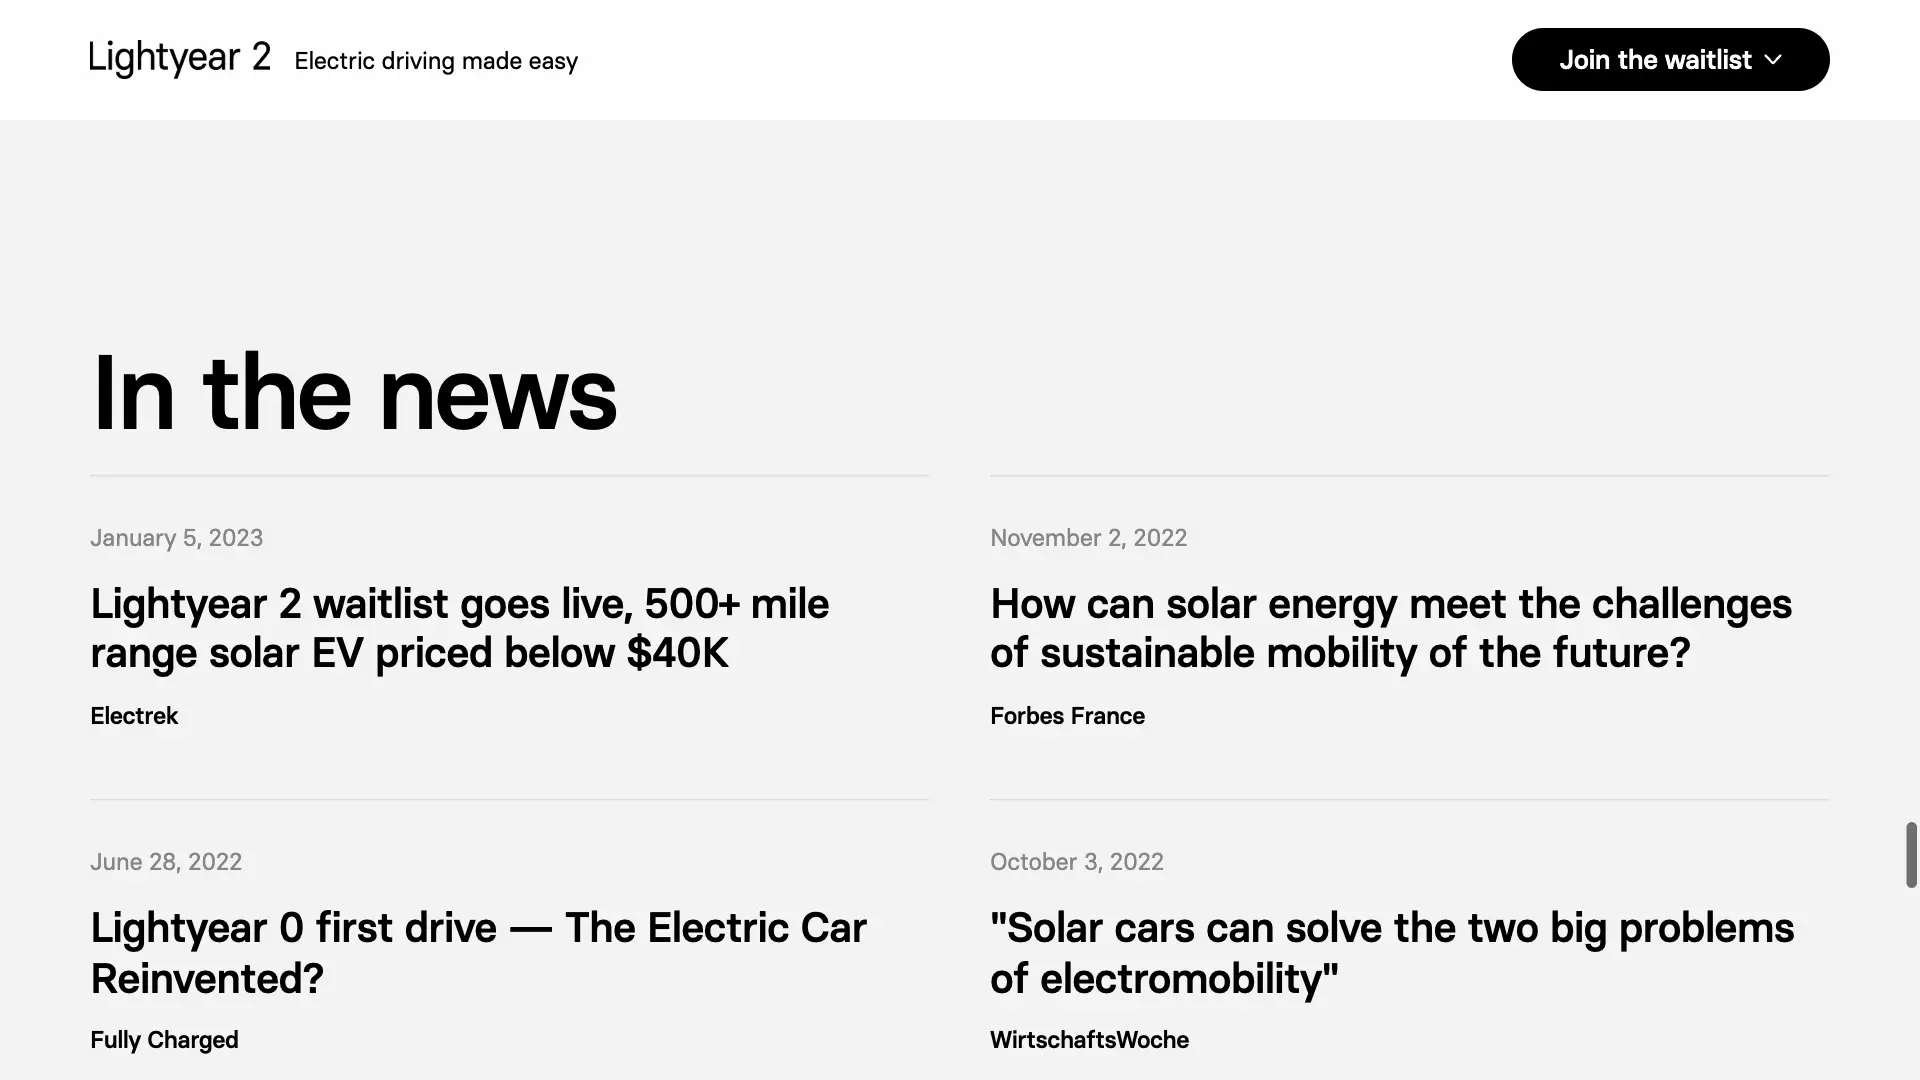 Lightyear 2 Electric driving made easy
Join the waitlist
In the news
January 5, 2023
Lightyear 2 waitlist goes live, 500+ mile
range solar EV priced below $40K
Electrek
November 2, 2022
How can solar energy meet the challenges
of sustainable mobility of the future?
Forbes France
June 28, 2022
Lightyear 0 first drive — The Electric Car
Reinvented?
Fully Charged
October 3, 2022
"Solar cars can solve the two big problems
of electromobility"
WirtschaftsWoche